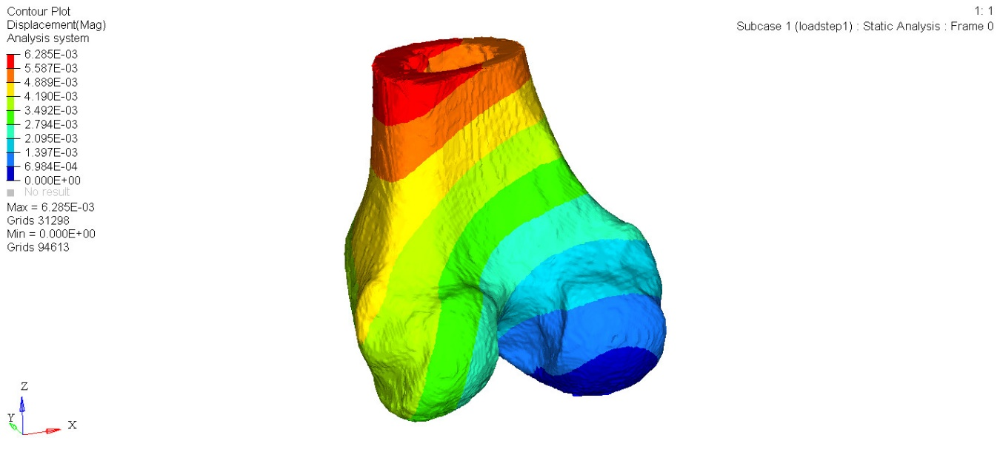 Contour Plot
Displacement(Mag)
Analysis system
6.285E-03
5.587E-03
4.889E-03
4.190E-03
3.492E-03
2.794E-03
2.095E-03
1.397E-03
6.984E-04
0.000E+00
No result
Max = 6.285E-03
Grids 31298
Min = 0.000E+00
Grids 94613
1: 1
Subcase 1 (loadstep1) : Static Analysis : Frame 0
Z
Y
X